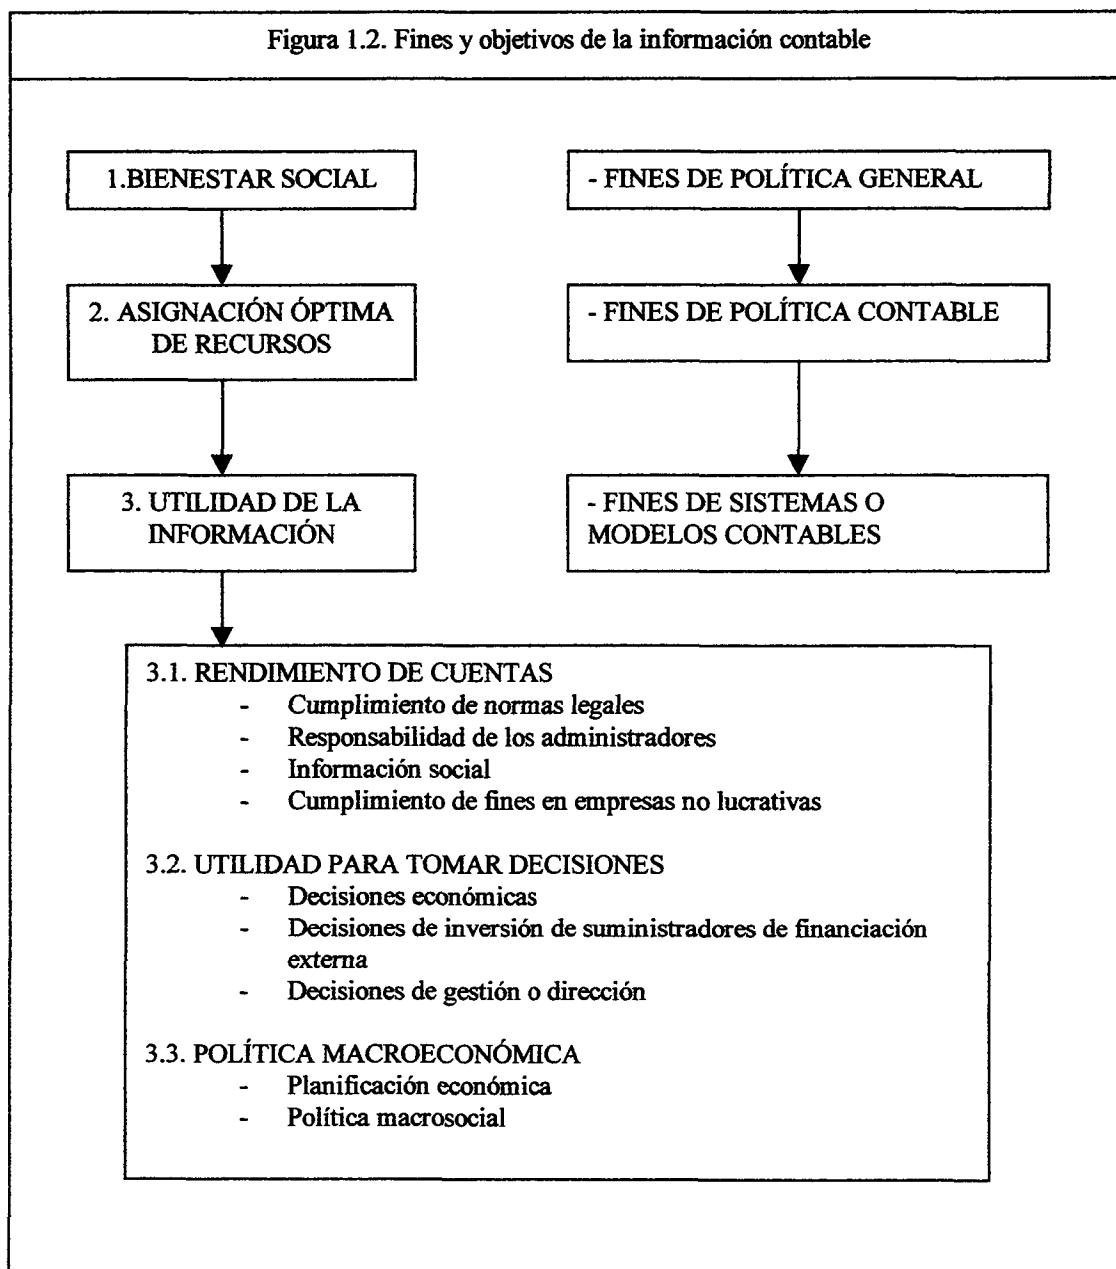 Figura 1.2. Fines y objetivos de la información contable
1.BIENESTAR SOCIAL
- FINES DE POLÍTICA GENERAL
2. ASIGNACIÓN ÓPTIMA
DE RECURSOS
- FINES DE POLÍTICA CONTABLE
3. UTILIDAD DE LA
INFORMACIÓN
- FINES DE SISTEMAS O
MODELOS CONTABLES
3.1. RENDIMIENTO DE CUENTAS
- Cumplimiento de normas legales
- Responsabilidad de los administradores
- Información social
- Cumplimiento de fines en empresas no lucrativas
3.2. UTILIDAD PARA TOMAR DECISIONES
- Decisiones económicas
- Decisiones de inversión de suministradores de financiación
externa
- Decisiones de gestión o dirección
3.3. POLÍTICA MACROECONÓMICA
- Planificación económica
- Política macrosocial